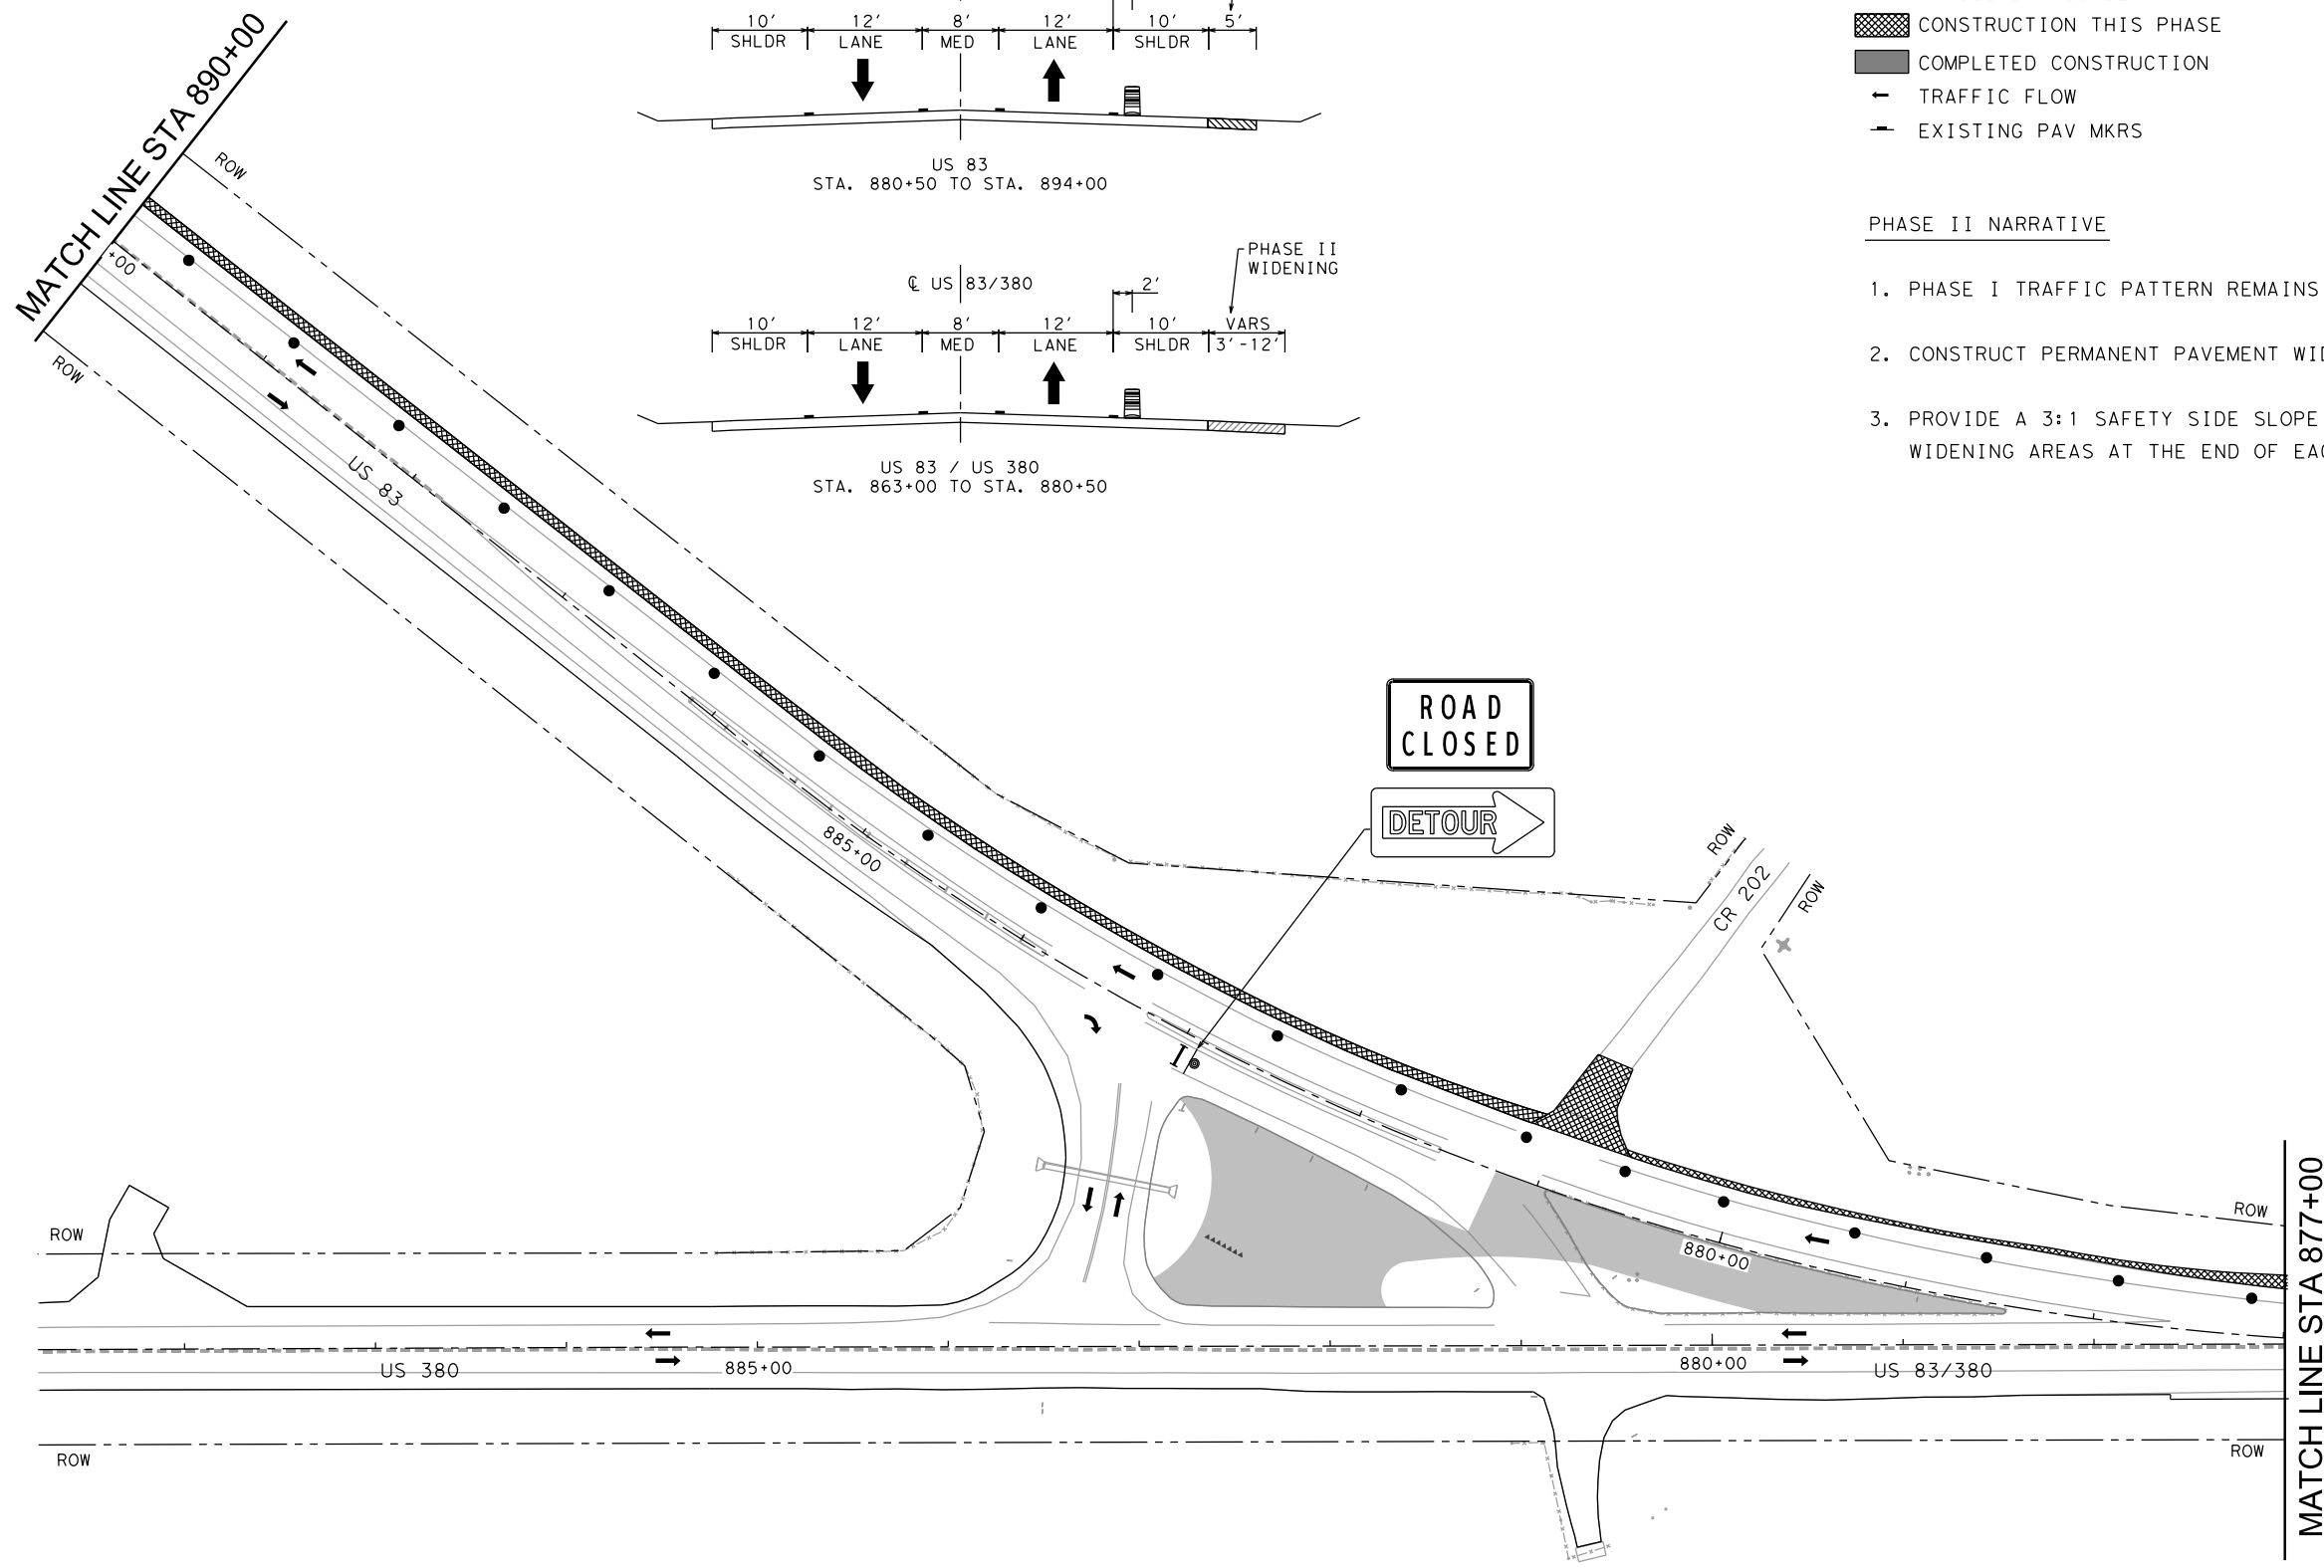 10' 12' 8' 12' 10' 5'
SHLDR LANE MED LANE SHLDR
US 83
STA. 880+50 TO STA. 894+00
PHASE II
WIDENING
℄ US 83/380
2'
10' 12' 8' 12' 10' VARS
SHLDR LANE MED LANE SHLDR 3'-12'
US 83 / US 380
STA. 863+00 TO STA. 880+50
CONSTRUCTION THIS PHASE
COMPLETED CONSTRUCTION
TRAFFIC FLOW
EXISTING PAV MKRS
PHASE II NARRATIVE
1. PHASE I TRAFFIC PATTERN REMAINS
2. CONSTRUCT PERMANENT PAVEMENT
3. PROVIDE A 3:1 SAFETY SIDE SLOPE
WIDENING AREAS AT THE END OF
MATCH LINE STA 890+00
ROW
+00
ROW
US 83
885+00
ROAD
CLOSED
DETOUR
ROW
CR 202
ROW
ROW
880+00
MATCH LINE STA 877+00
ROW
US 380
885+00
880+00
US 83/380
ROW
ROW